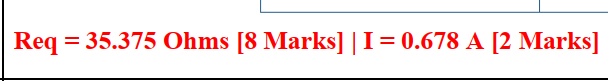 Req = 35.375 Ohms [8 Marks] | I = 0.678 A [2 Marks]